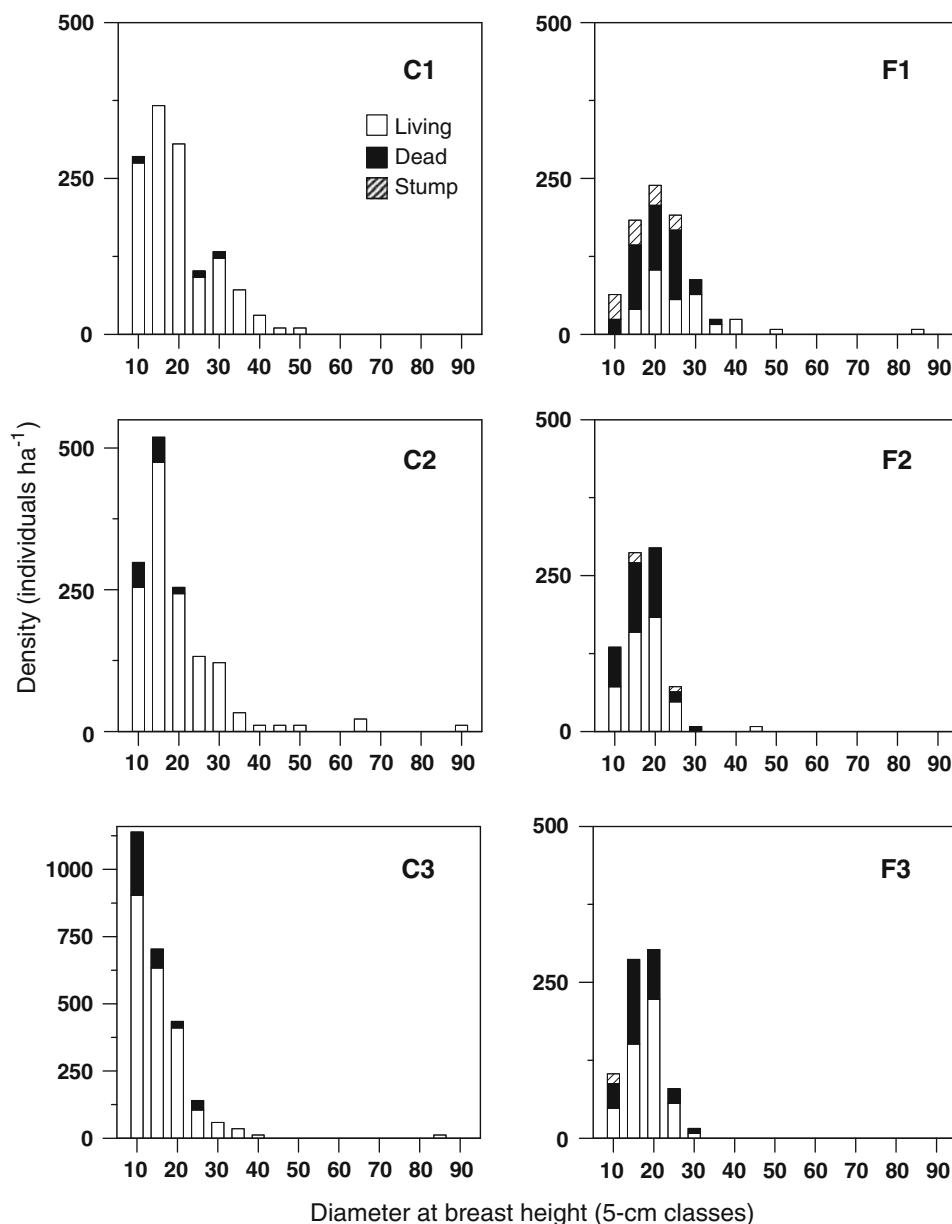 500
250
0
C1
Living
Dead
Stump
10 20 30 40 50 60 70 80 90
500
250
0
F1
10 20 30 40 50 60 70 80 90
Density (individuals ha⁻¹)
500
250
0
C2
10 20 30 40 50 60 70 80 90
500
250
0
F2
10 20 30 40 50 60 70 80 90
1000
750
500
250
0
C3
10 20 30 40 50 60 70 80 90
500
250
0
F3
10 20 30 40 50 60 70 80 90
Diameter at breast height (5-cm classes)